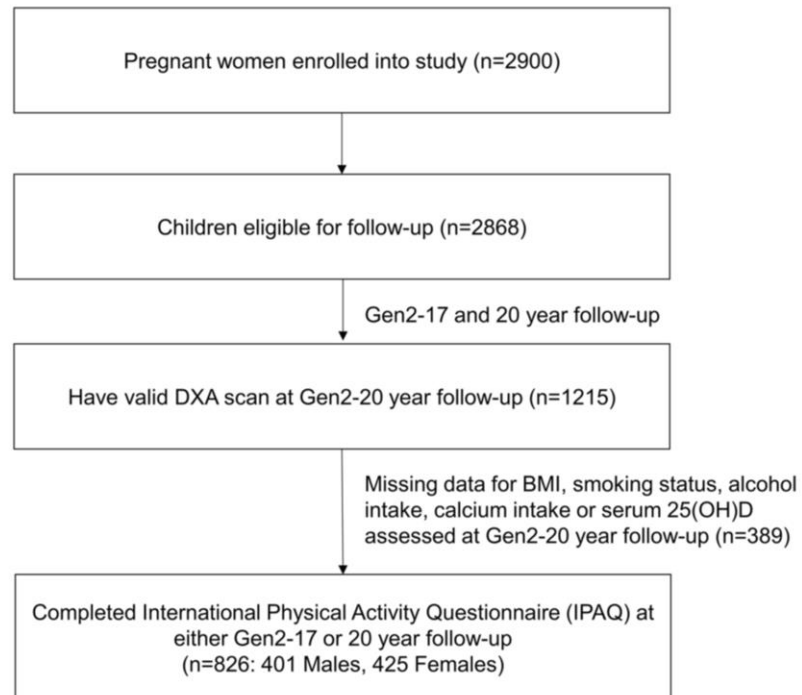 Pregnant women enrolled into study (n=2900)
Children eligible for follow-up (n=2868)
Gen2-17 and 20 year follow-up
Have valid DXA scan at Gen2-20 year follow-up (n=1215)
Missing data for BMI, smoking status, alcohol
intake, calcium intake or serum 25(OH)D
assessed at Gen2-20 year follow-up (n=389)
Completed International Physical Activity Questionnaire (IPAQ) at
either Gen2-17 or 20 year follow-up
(n=826: 401 Males, 425 Females)